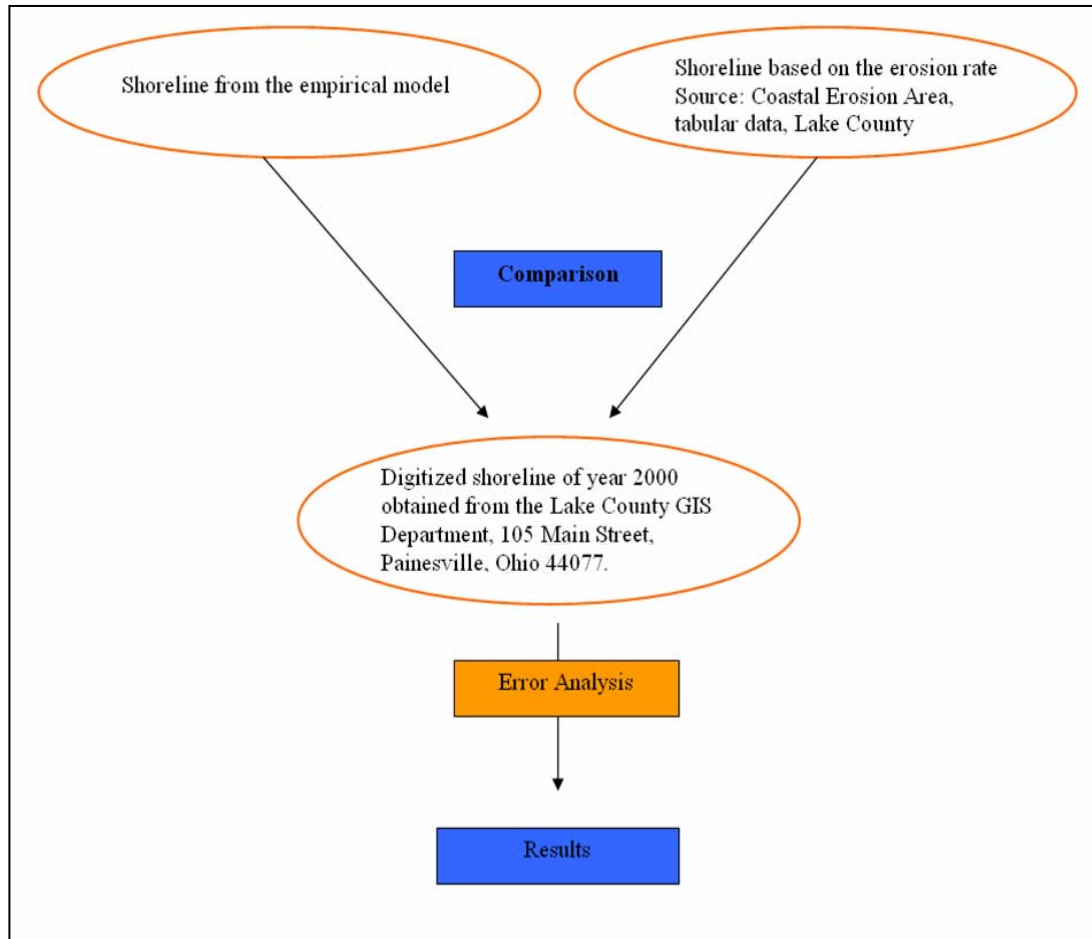 Shoreline from the empirical model
Shoreline based on the erosion rate
Source: Coastal Erosion Area,
tabular data, Lake County
Comparison
Digitized shoreline of year 2000
obtained from the Lake County GIS
Department, 105 Main Street,
Painesville, Ohio 44077.
Error Analysis
Results